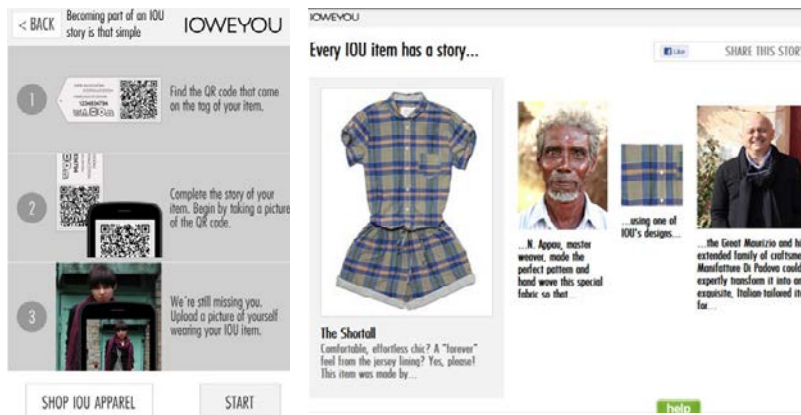 < BACK
Becoming part of an IOU
story is that simple
IOWEYOU
1
Find the QR code that came
on the tag of your item.
2
Complete the story of your
item. Begin by taking a picture
of the QR code.
3
We're still missing you.
Upload a picture of yourself
wearing your IOU item.
SHOP IOU APPAREL
START
IOWEYOU
Every IOU item has a story...
Like
SHARE THIS STOR
The Shortall
Comfortable, effortless chic? A "forever"
feel from the jersey lining? Yes, please!
This item was made by...
...N. Appau, master
weaver, made the
perfect pattern and
hand wove this special
fabric so that...
...using one of
IOU's designs...
...the Great Maurizio and hi
extended family of craftsme
Manifatture Di Padova could
expertly transform it into an
exquisite, Italian-tailored it
for...
help